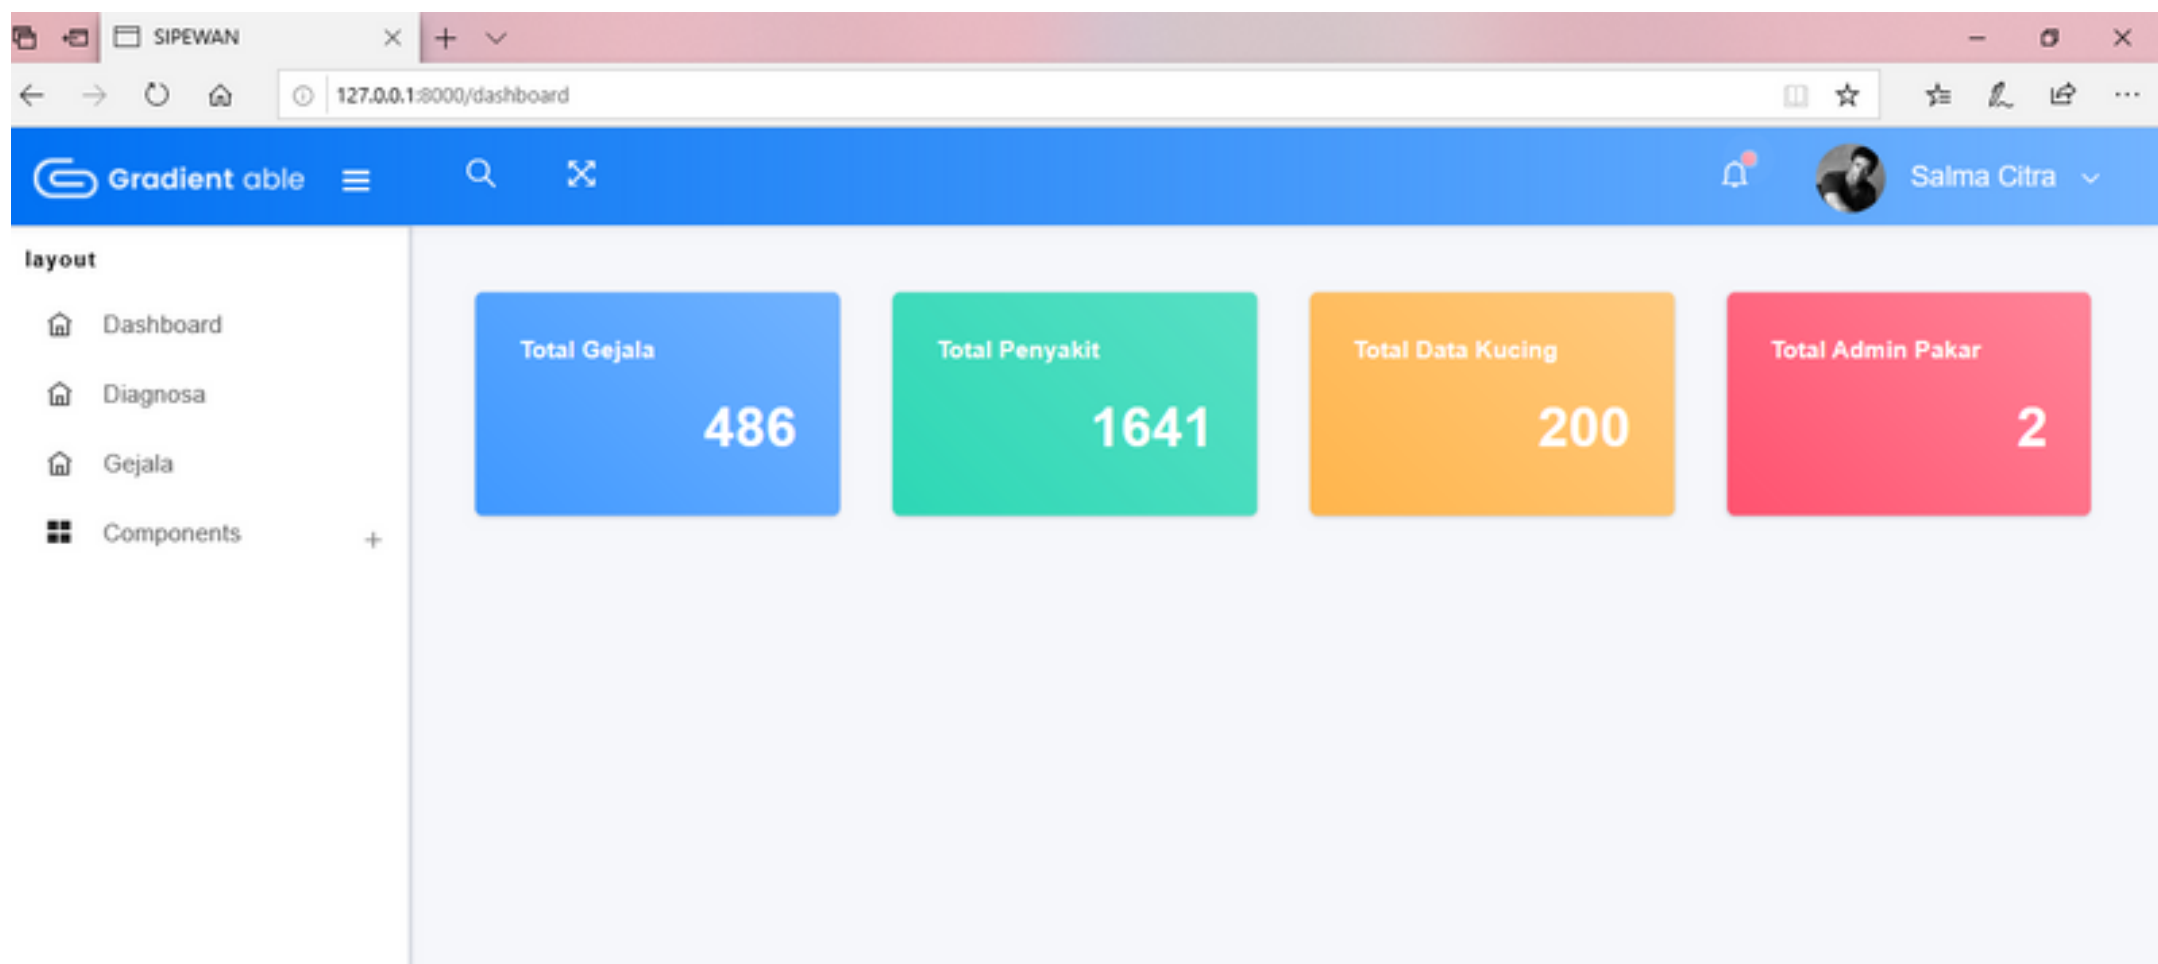 SIPEWAN
127.0.0.1:8000/dashboard
Gradient able
Salma Citra
layout
Dashboard
Diagnosa
Gejala
Components
Total Gejala
486
Total Penyakit
1641
Total Data Kucing
200
Total Admin Pakar
2